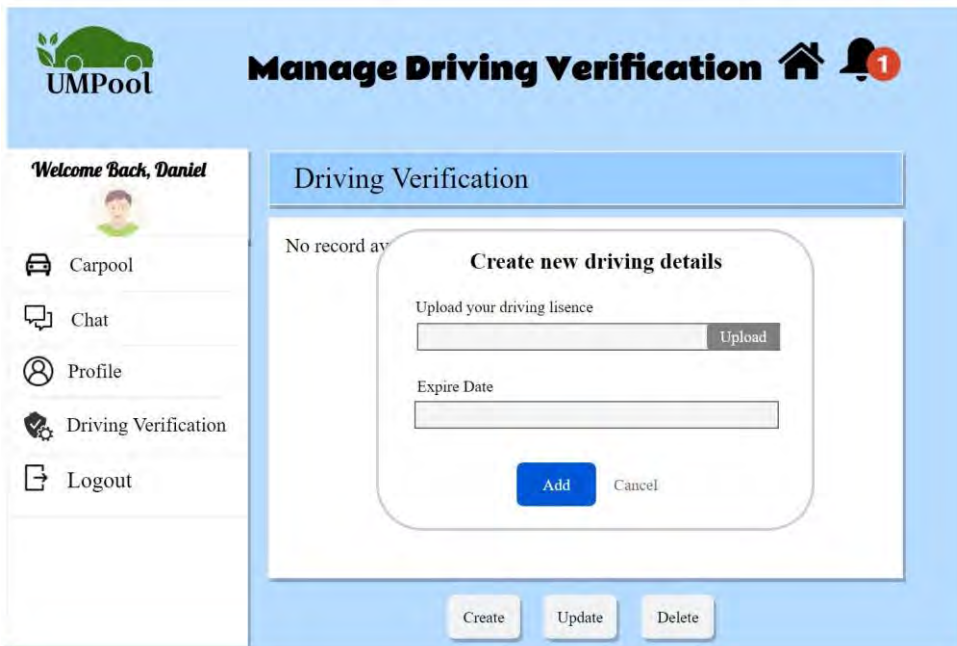 UMPool
Manage Driving Verification
1
Welcome Back, Daniel
Carpool
Chat
Profile
Driving Verification
Logout
Driving Verification
No record av
Create new driving details
Upload your driving lisence
Upload
Expire Date
Add Cancel
Create Update Delete